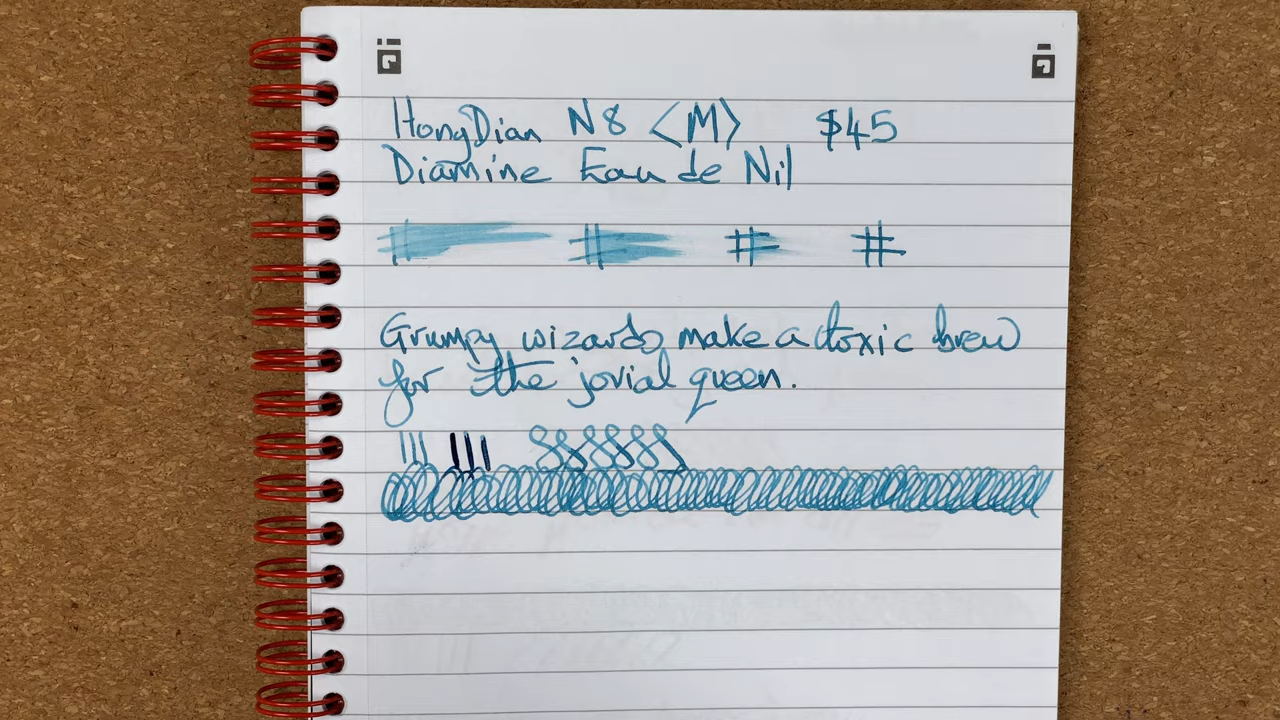 HongDian N8 <M> $45
Diamine Eau de Nil
# # # #
Grumpy wizards make a toxic brew
for the jovial queen.